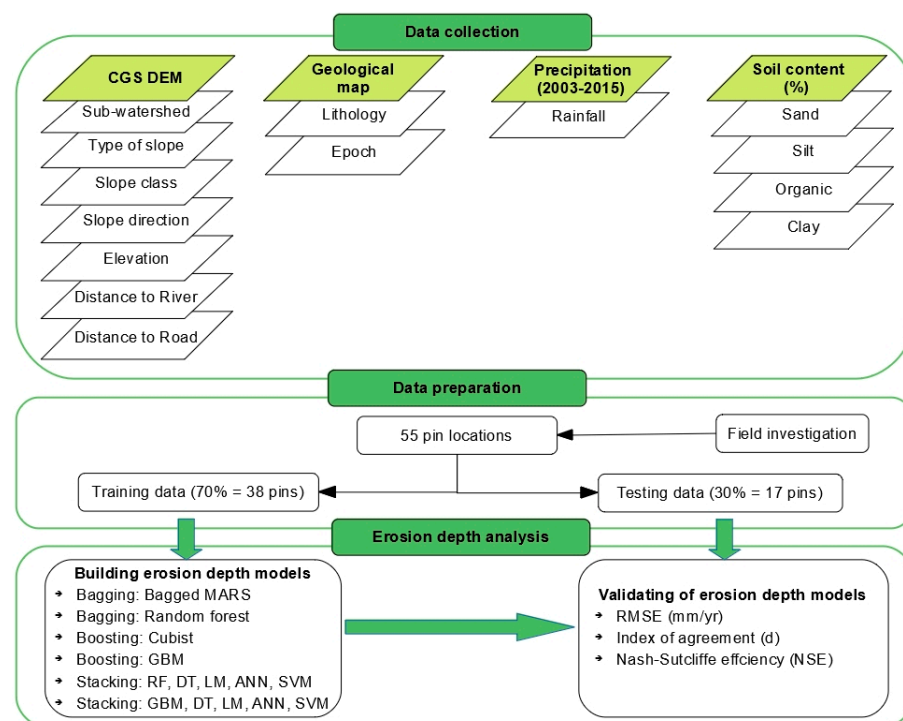 Data collection
CGS DEM
Sub-watershed
Type of slope
Slope class
Slope direction
Elevation
Distance to River
Distance to Road
Geological
map
Lithology
Epoch
Precipitation
(2003-2015)
Rainfall
Soil content
(%)
Sand
Silt
Organic
Clay
Data preparation
55 pin locations
Field investigation
Training data (70% = 38 pins)
Testing data (30% = 17 pins)
Erosion depth analysis
Building erosion depth models
Bagging: Bagged MARS
Bagging: Random forest
Boosting: Cubist
Boosting: GBM
Stacking: RF, DT, LM, ANN, SVM
Stacking: GBM, DT, LM, ANN, SVM
Validating of erosion depth models
RMSE (mm/yr)
Index of agreement (d)
Nash-Sutcliffe effciency (NSE)